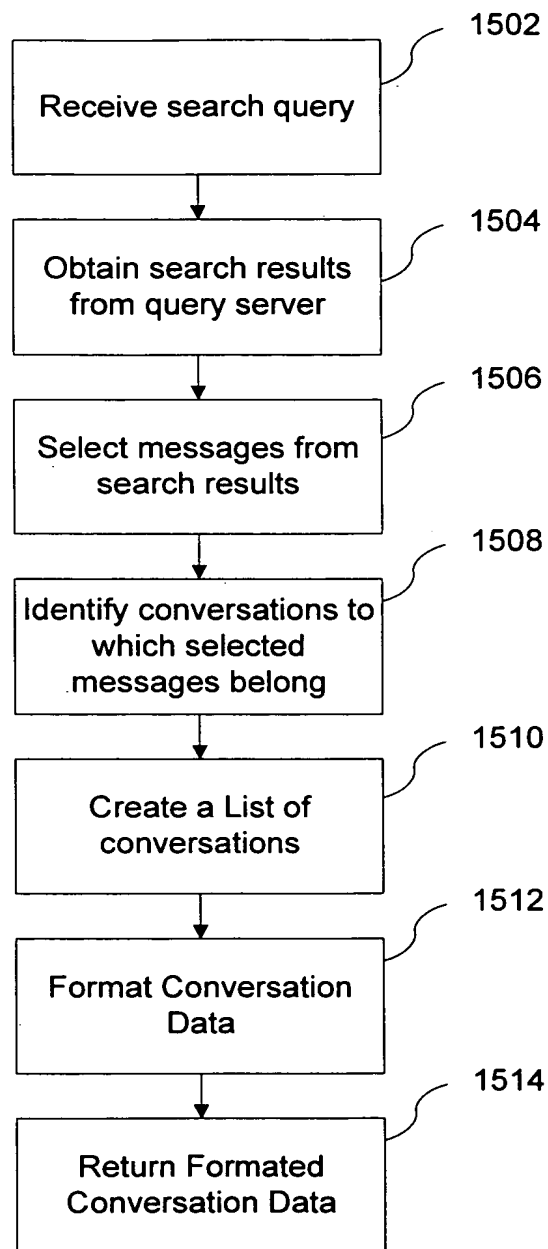 1502
Receive search query
1504
Obtain search results
from query server
1506
Select messages from
search results
1508
Identify conversations to
which selected
messages belong
1510
Create a List of
conversations
1512
Format Conversation
Data
1514
Return Formated
Conversation Data